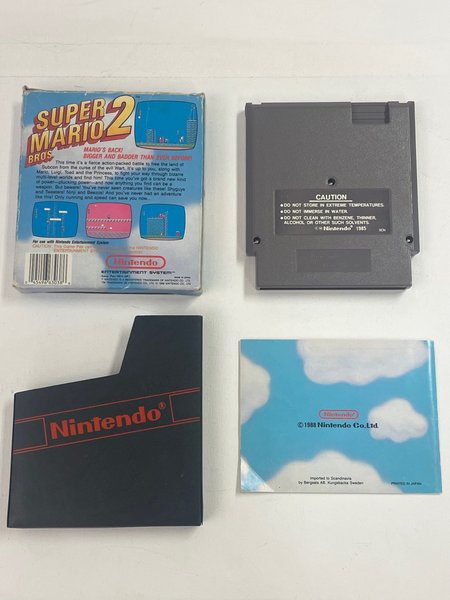 SUPER
MARIO 2
BROS
MARIO'S BACK!
BIGGER AND BADDER THAN EVER BEFORE!
This time it's a fierce action-packed battle to free the land of
Subcon from the curse of the evil Wart. It's up to you, along with
Mario, Luigi, Toad and the Princess, to fight your way through bizarre
multi-level worlds and find him! This time you've got a brand new kind
of power—plucking power—and now anything you find can be a
weapon. But beware! You've never seen creatures like these! Shyguys
and Tweeters! Ninji and Beezos! And you've never had an adventure
like this! Only cunning and speed can save you now.
For use with Nintendo Entertainment System
Nintendo®
ENTERTAINMENT SYSTEM™
CAUTION
● DO NOT STORE IN EXTREME TEMPERATURES.
● DO NOT IMMERSE IN WATER.
● DO NOT CLEAN WITH BENZENE, THINNER,
ALCOHOL OR OTHER SUCH SOLVENTS.
Nintendo® 1985
Nintendo®
Nintendo
© 1988 Nintendo Co., Ltd.
Imported to Scandinavia
by Bergsala AB. Kungsbacka Sweden
PRINTED IN JAPAN